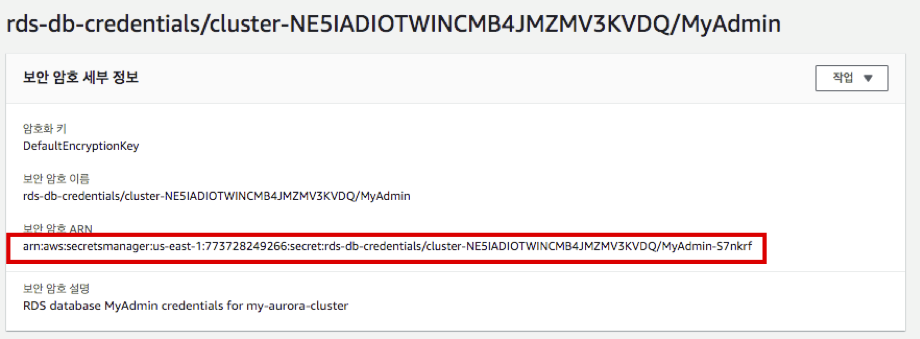 rds-db-credentials/cluster-NE5IADIOTWINCMB4JMZMV3KVDQ/MyAdmin
보안 암호 세부 정보
작업
암호화 키
DefaultEncryptionKey
보안 암호 이름
rds-db-credentials/cluster-NE5IADIOTWINCMB4JMZMV3KVDQ/MyAdmin
보안 암호 ARN
arn:aws:secretsmanager:us-east-1:773728249266:secret:rds-db-credentials/cluster-NE5IADIOTWINCMB4JMZMV3KVDQ/MyAdmin-S7nkrf
보안 암호 설명
RDS database MyAdmin credentials for my-aurora-cluster